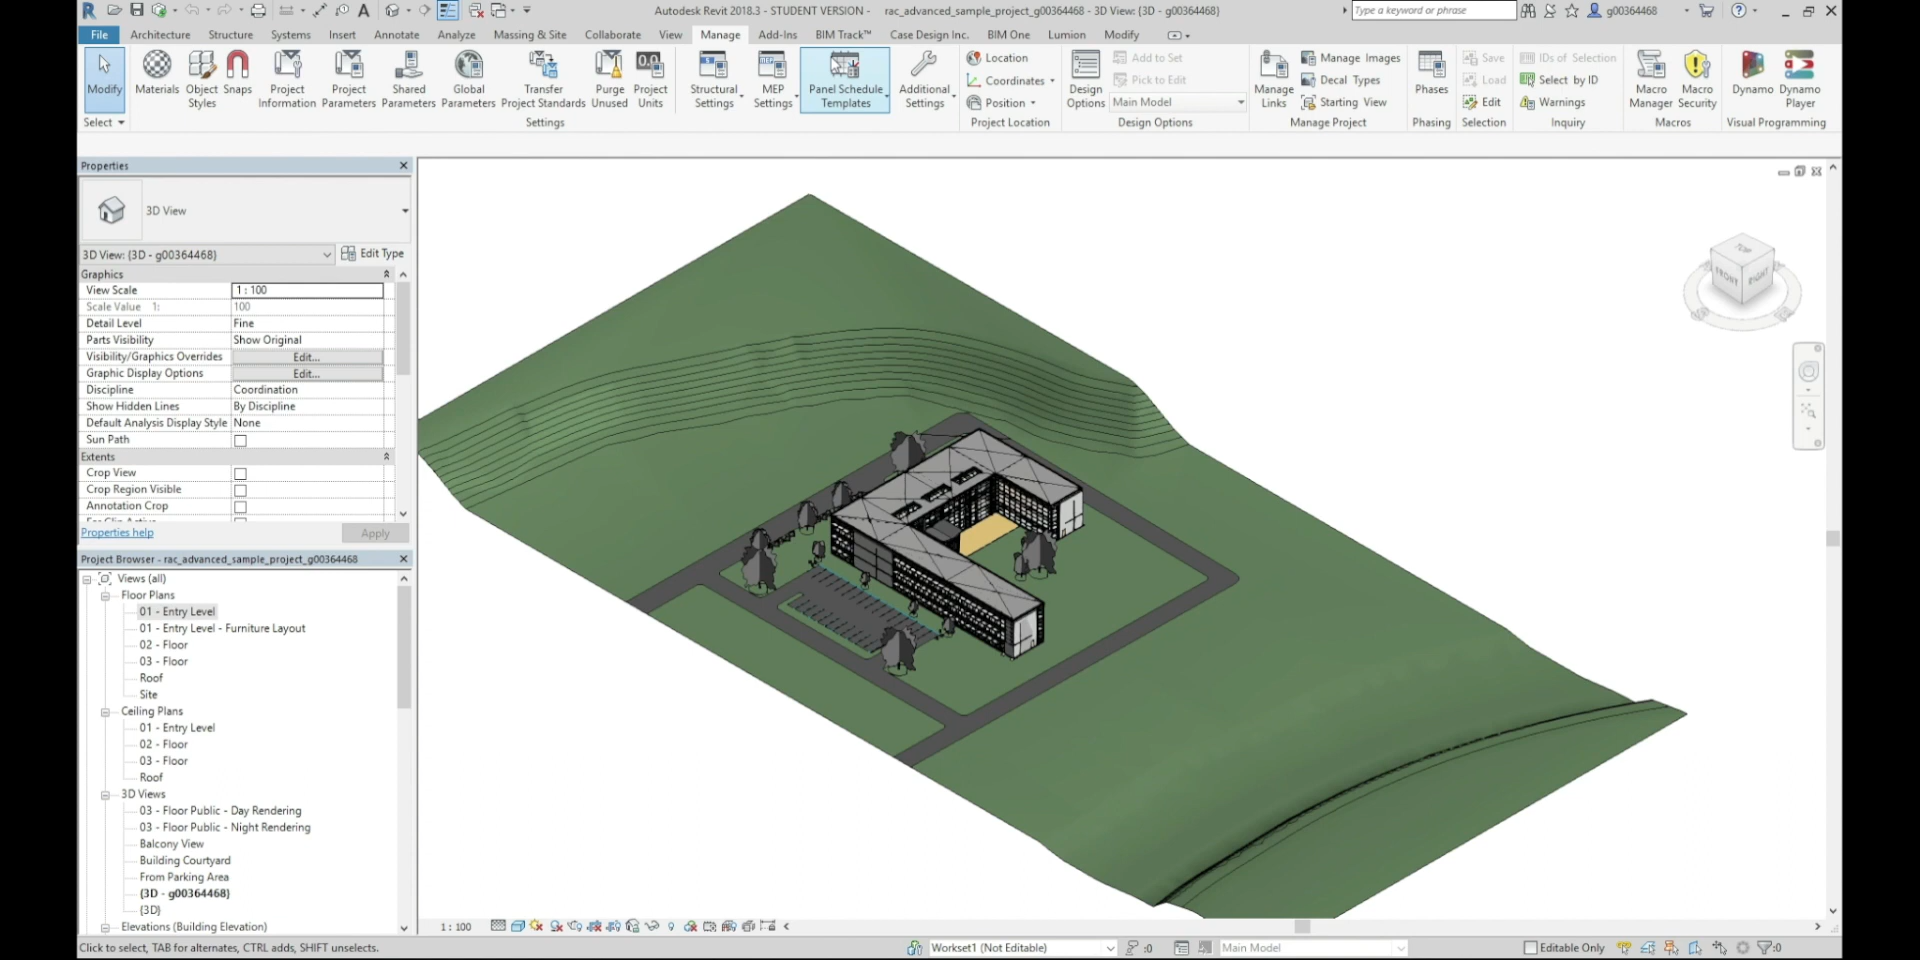 Autodesk Revit 2018.3 - STUDENT VERSION - rac_advanced_sample_project_g00364468 - 3D View: {3D - g00364468}
Type a keyword or phrase
g00364468
File Architecture Structure Systems Insert Annotate Analyze Massing & Site Collaborate View Manage Add-Ins BIM Track™ Case Design Inc. BIM One Lumion Modify
Modify
Materials
Object
Styles
Snaps
Project
Information
Project
Parameters
Shared
Parameters
Global
Parameters
Transfer
Project Standards
Purge
Unused
Project
Units
Structural
Settings
MEP
Settings
Panel Schedule
Templates
Additional
Settings
Location
Coordinates
Position
Design
Options
Add to Set
Pick to Edit
Main Model
Manage
Links
Manage Images
Decal Types
Starting View
Phases
Save
Load
Edit
IDs of Selection
Select by ID
Warnings
Macro
Manager
Macro
Security
Dynamo
Dynamo
Player
Select Settings Project Location Design Options Manage Project Phasing Selection Inquiry Macros Visual Programming
Properties
3D View
3D View: {3D - g00364468} Edit Type
Graphics
View Scale 1 : 100
Scale Value 1: 100
Detail Level Fine
Parts Visibility Show Original
Visibility/Graphics Overrides Edit...
Graphic Display Options Edit...
Discipline Coordination
Show Hidden Lines By Discipline
Default Analysis Display Style None
Sun Path
Extents
Crop View
Crop Region Visible
Annotation Crop
Properties help Apply
Project Browser - rac_advanced_sample_project_g00364468
Views (all)
Floor Plans
01 - Entry Level
01 - Entry Level - Furniture Layout
02 - Floor
03 - Floor
Roof
Site
Ceiling Plans
01 - Entry Level
02 - Floor
03 - Floor
Roof
3D Views
03 - Floor Public - Day Rendering
03 - Floor Public - Night Rendering
Balcony View
Building Courtyard
From Parking Area
{3D - g00364468}
{3D}
Elevations (Building Elevation)
TOP
FRONT RIGHT
1 : 100
Click to select, TAB for alternates, CTRL adds, SHIFT unselects.
Workset1 (Not Editable) :0 Main Model Editable Only :0